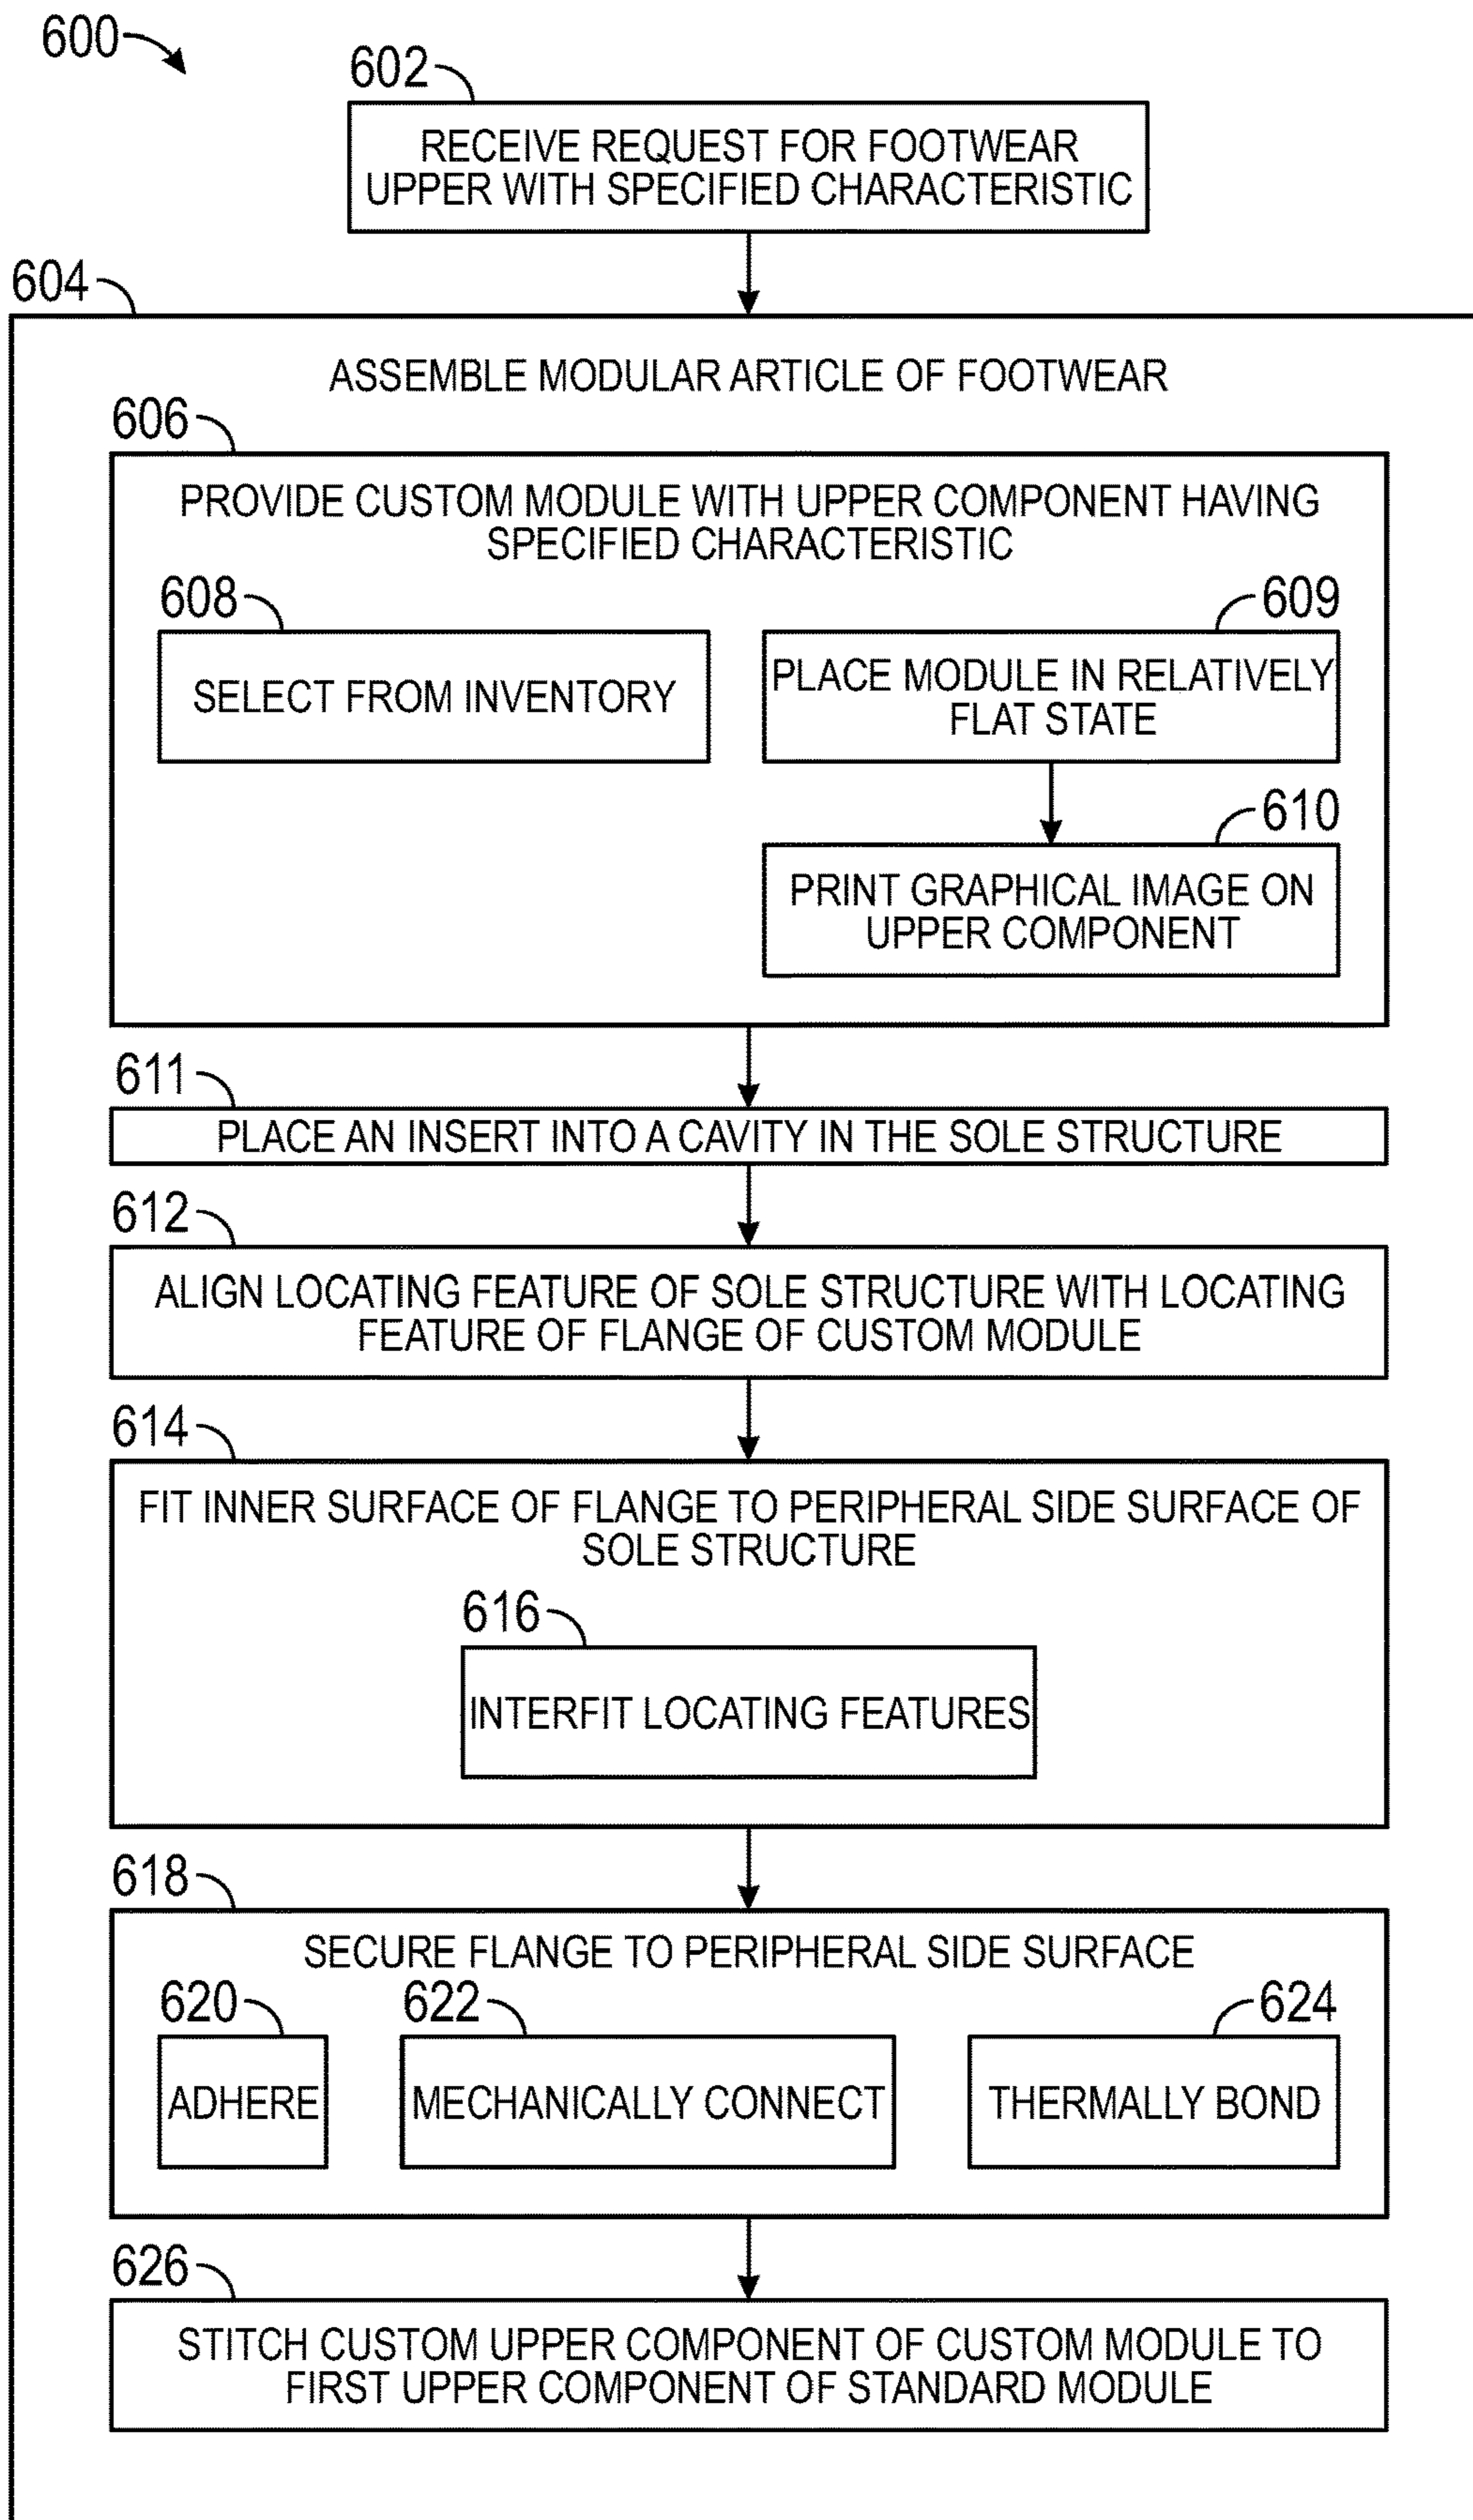 600
602
RECEIVE REQUEST FOR FOOTWEAR
UPPER WITH SPECIFIED CHARACTERISTIC
604
ASSEMBLE MODULAR ARTICLE OF FOOTWEAR
606
PROVIDE CUSTOM MODULE WITH UPPER COMPONENT HAVING
SPECIFIED CHARACTERISTIC
608
SELECT FROM INVENTORY
609
PLACE MODULE IN RELATIVELY
FLAT STATE
610
PRINT GRAPHICAL IMAGE ON
UPPER COMPONENT
611
PLACE AN INSERT INTO A CAVITY IN THE SOLE STRUCTURE
612
ALIGN LOCATING FEATURE OF SOLE STRUCTURE WITH LOCATING
FEATURE OF FLANGE OF CUSTOM MODULE
614
FIT INNER SURFACE OF FLANGE TO PERIPHERAL SIDE SURFACE OF
SOLE STRUCTURE
616
INTERFIT LOCATING FEATURES
618
SECURE FLANGE TO PERIPHERAL SIDE SURFACE
620
ADHERE
622
MECHANICALLY CONNECT
624
THERMALLY BOND
626
STITCH CUSTOM UPPER COMPONENT OF CUSTOM MODULE TO
FIRST UPPER COMPONENT OF STANDARD MODULE